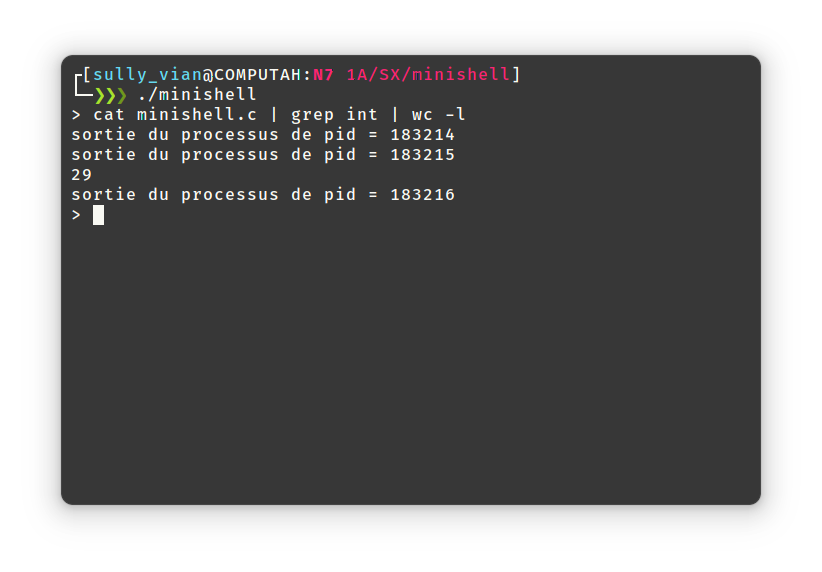 ┌[sully_vian@COMPUTAH:N7 1A/SX/minishell]
└─❯❯❯ ./minishell
> cat minishell.c | grep int | wc -l
sortie du processus de pid = 183214
sortie du processus de pid = 183215
29
sortie du processus de pid = 183216
>